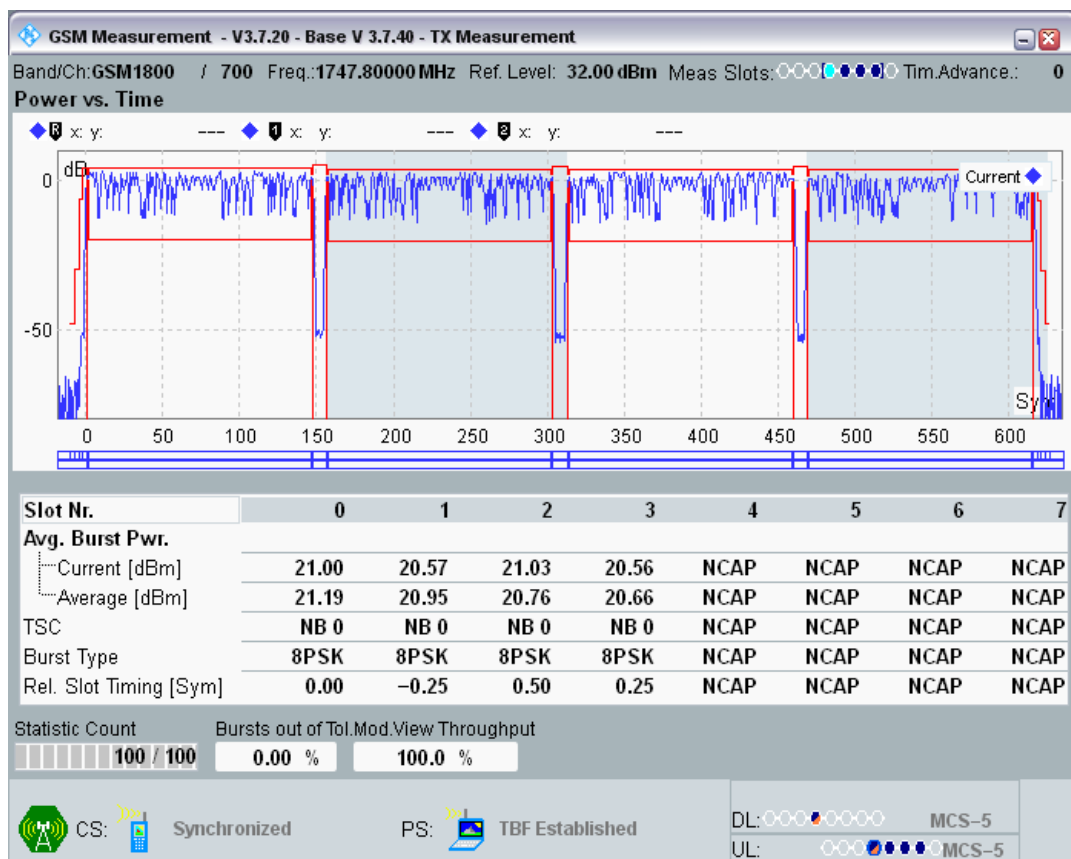 GSM Measurement - V3.7.20 - Base V 3.7.40 - TX Measurement
Band/Ch:GSM1800 / 700 Freq.:1747.80000 MHz Ref. Level: 32.00 dBm Meas Slots: Tim.Advance.: 0
Power vs. Time
R x: y: --- 1 x: y: --- 2 x: y: ---
dB
Current
0
-50
0 50 100 150 200 250 300 350 400 450 500 550 600
Slot Nr. 0 1 2 3 4 5 6 7
Avg. Burst Pwr.
Current [dBm] 21.00 20.57 21.03 20.56 NCAP NCAP NCAP NCAP
Average [dBm] 21.19 20.95 20.76 20.66 NCAP NCAP NCAP NCAP
TSC NB 0 NB 0 NB 0 NB 0 NCAP NCAP NCAP NCAP
Burst Type 8PSK 8PSK 8PSK 8PSK NCAP NCAP NCAP NCAP
Rel. Slot Timing [Sym] 0.00 −0.25 0.50 0.25 NCAP NCAP NCAP NCAP
Statistic Count Bursts out of Tol.Mod.View Throughput
100 / 100 0.00 % 100.0 %
CS: Synchronized PS: TBF Established DL: MCS−5
UL: MCS−5